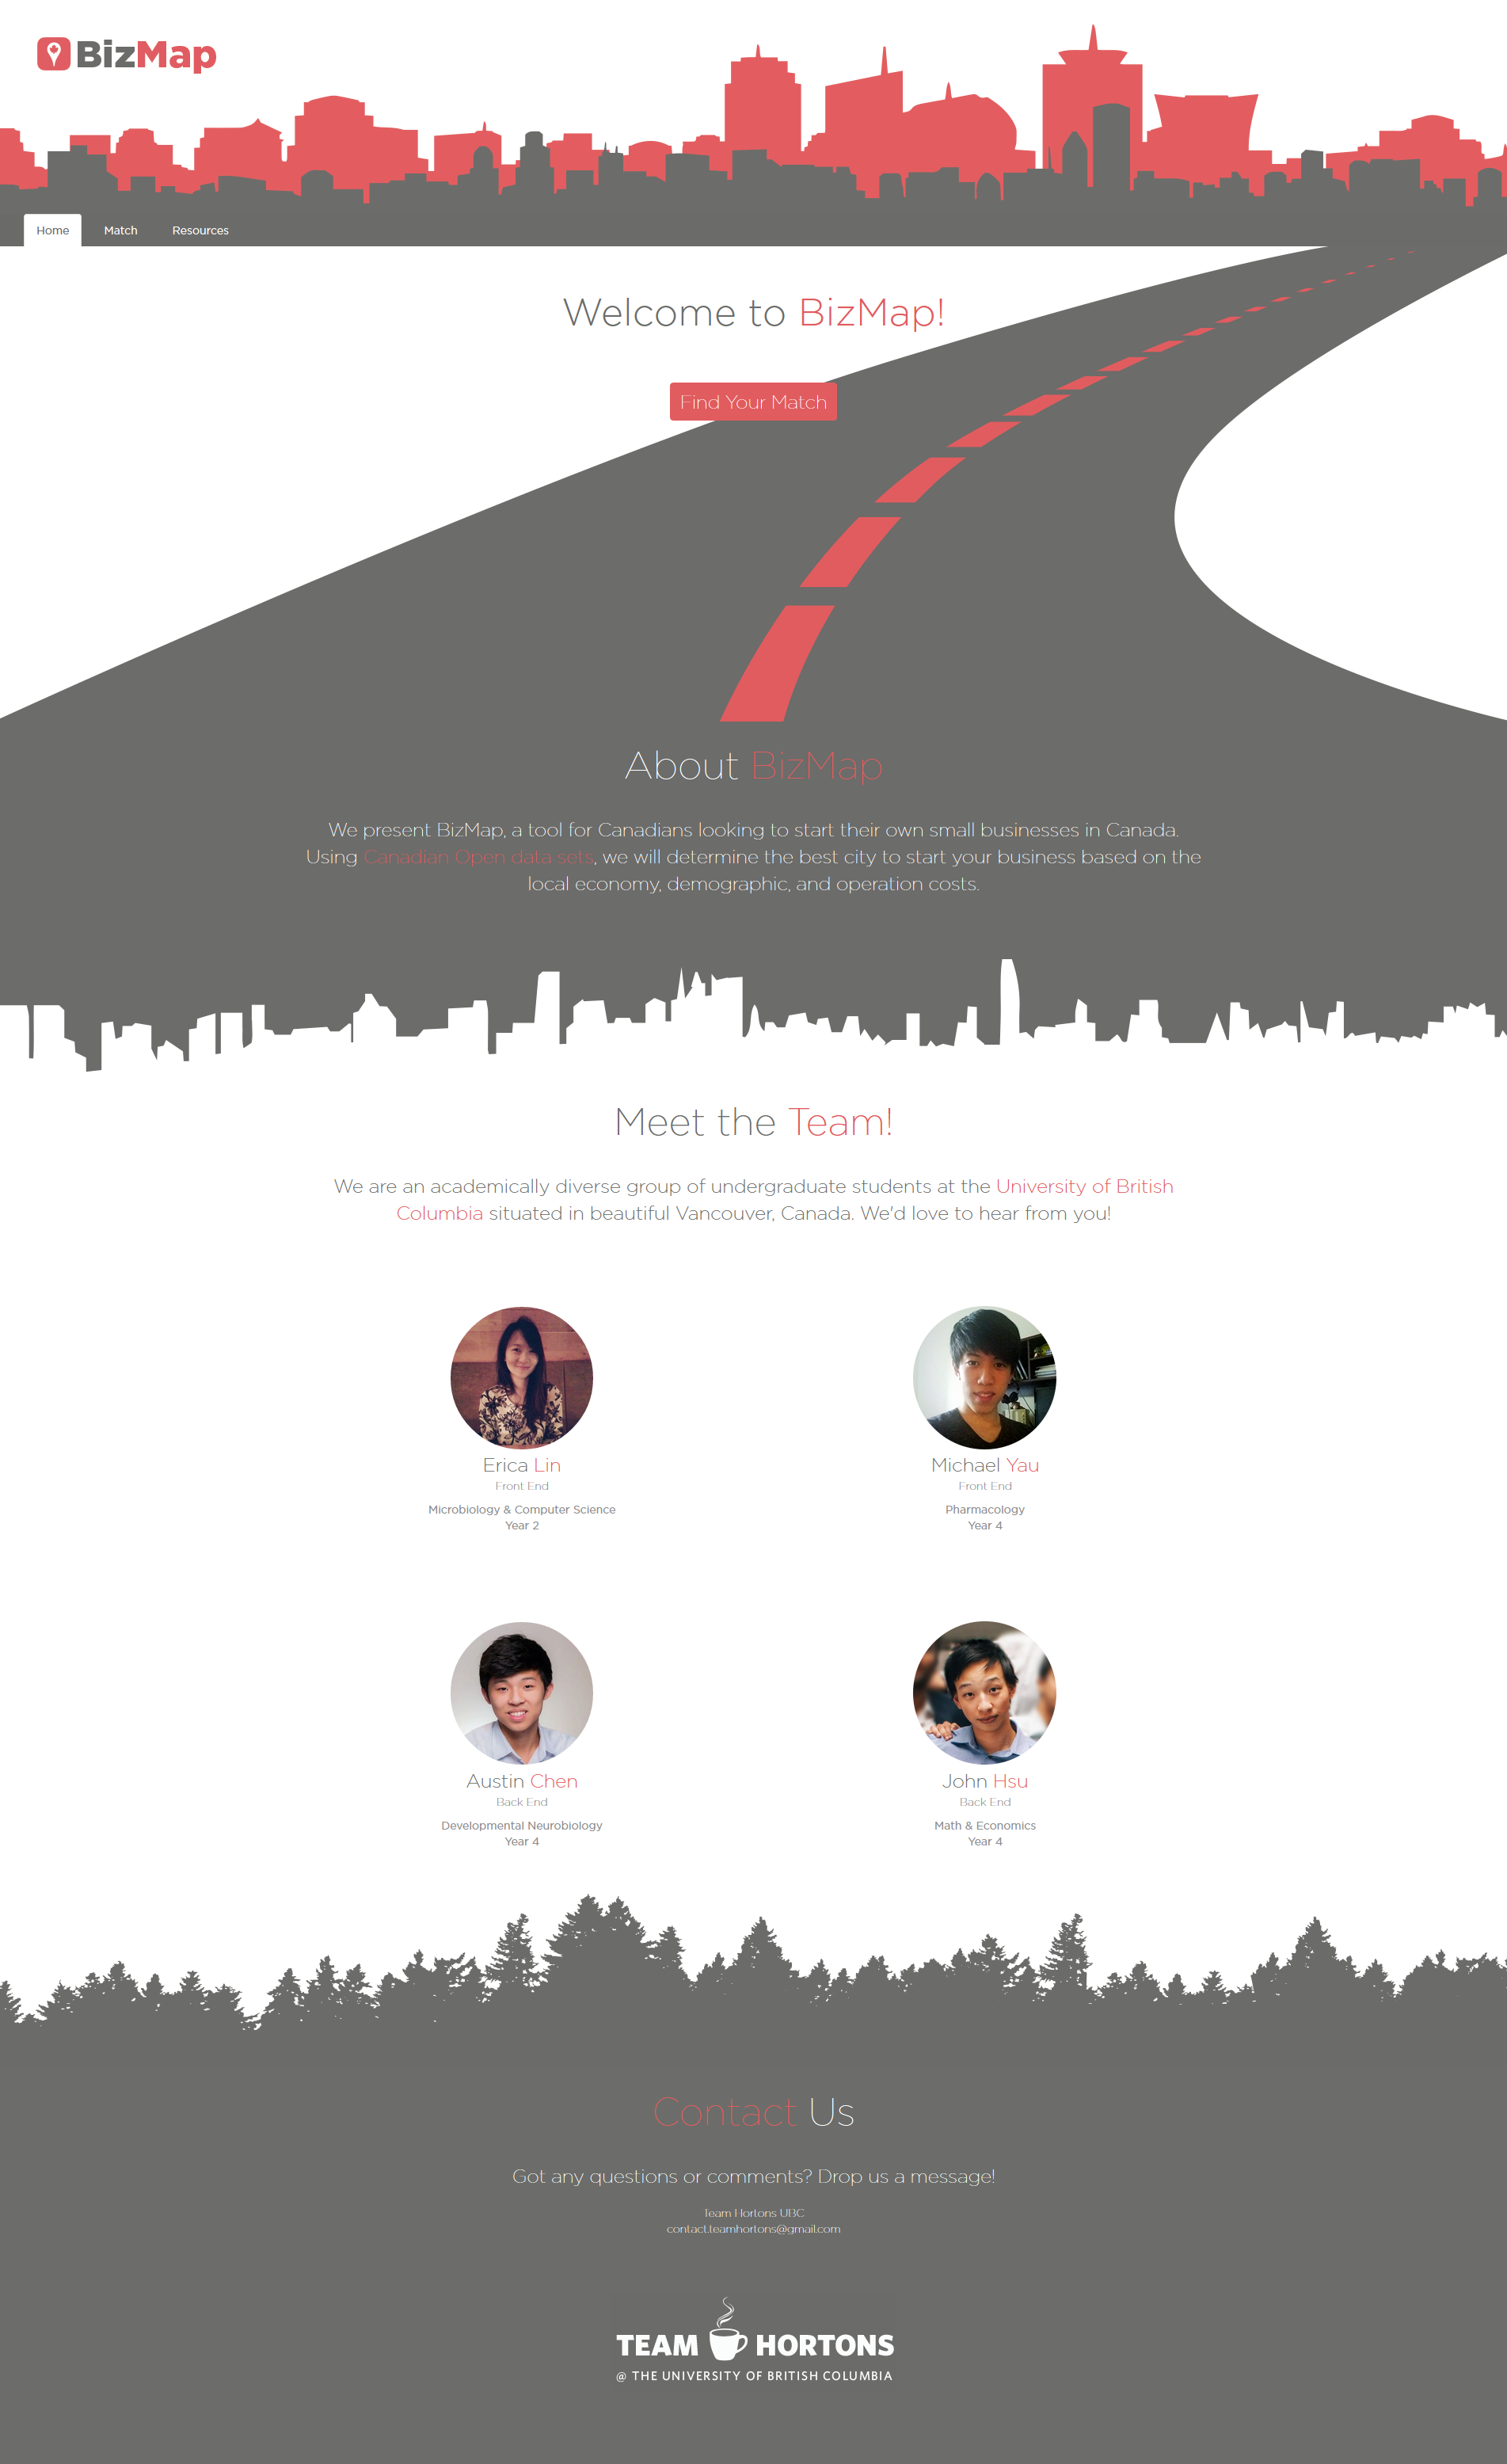 BizMap
Home
Match
Resources
Welcome to BizMap!
Find Your Match
About BizMap
We present BizMap, a tool for Canadians looking to start their own small businesses in Canada.
Using Canadian Open data sets, we will determine the best city to start your business based on the
local economy, demographic, and operation costs.
Meet the Team!
We are an academically diverse group of undergraduate students at the University of British
Columbia situated in beautiful Vancouver, Canada. We'd love to hear from you!
Erica Lin
Front End
Microbiology & Computer Science
Year 2
Michael Yau
Front End
Pharmacology
Year 4
Austin Chen
Back End
Developmental Neurobiology
Year 4
John Hsu
Back End
Math & Economics
Year 4
Contact Us
Got any questions or comments? Drop us a message!
Team Hortons UBC
contact.teamhortons@gmail.com
TEAM HORTONS
@ THE UNIVERSITY OF BRITISH COLUMBIA